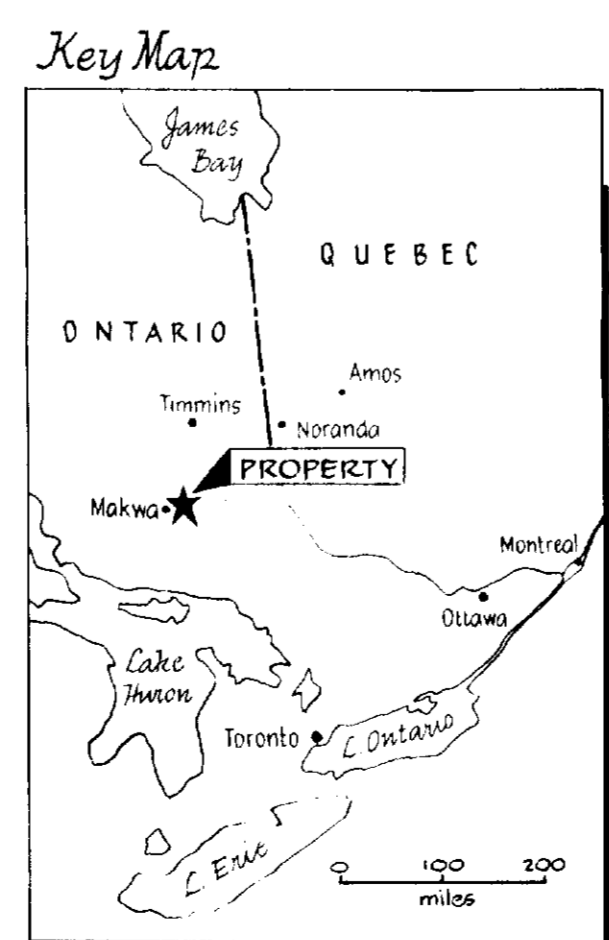 Key Map
James
Bay
QUEBEC
ONTARIO
Amos
Timmins
Noranda
PROPERTY
Makwa
Montreal
Ottawa
Lake
Huron
Toronto
L. Ontario
L. Erie
0 100 200
miles